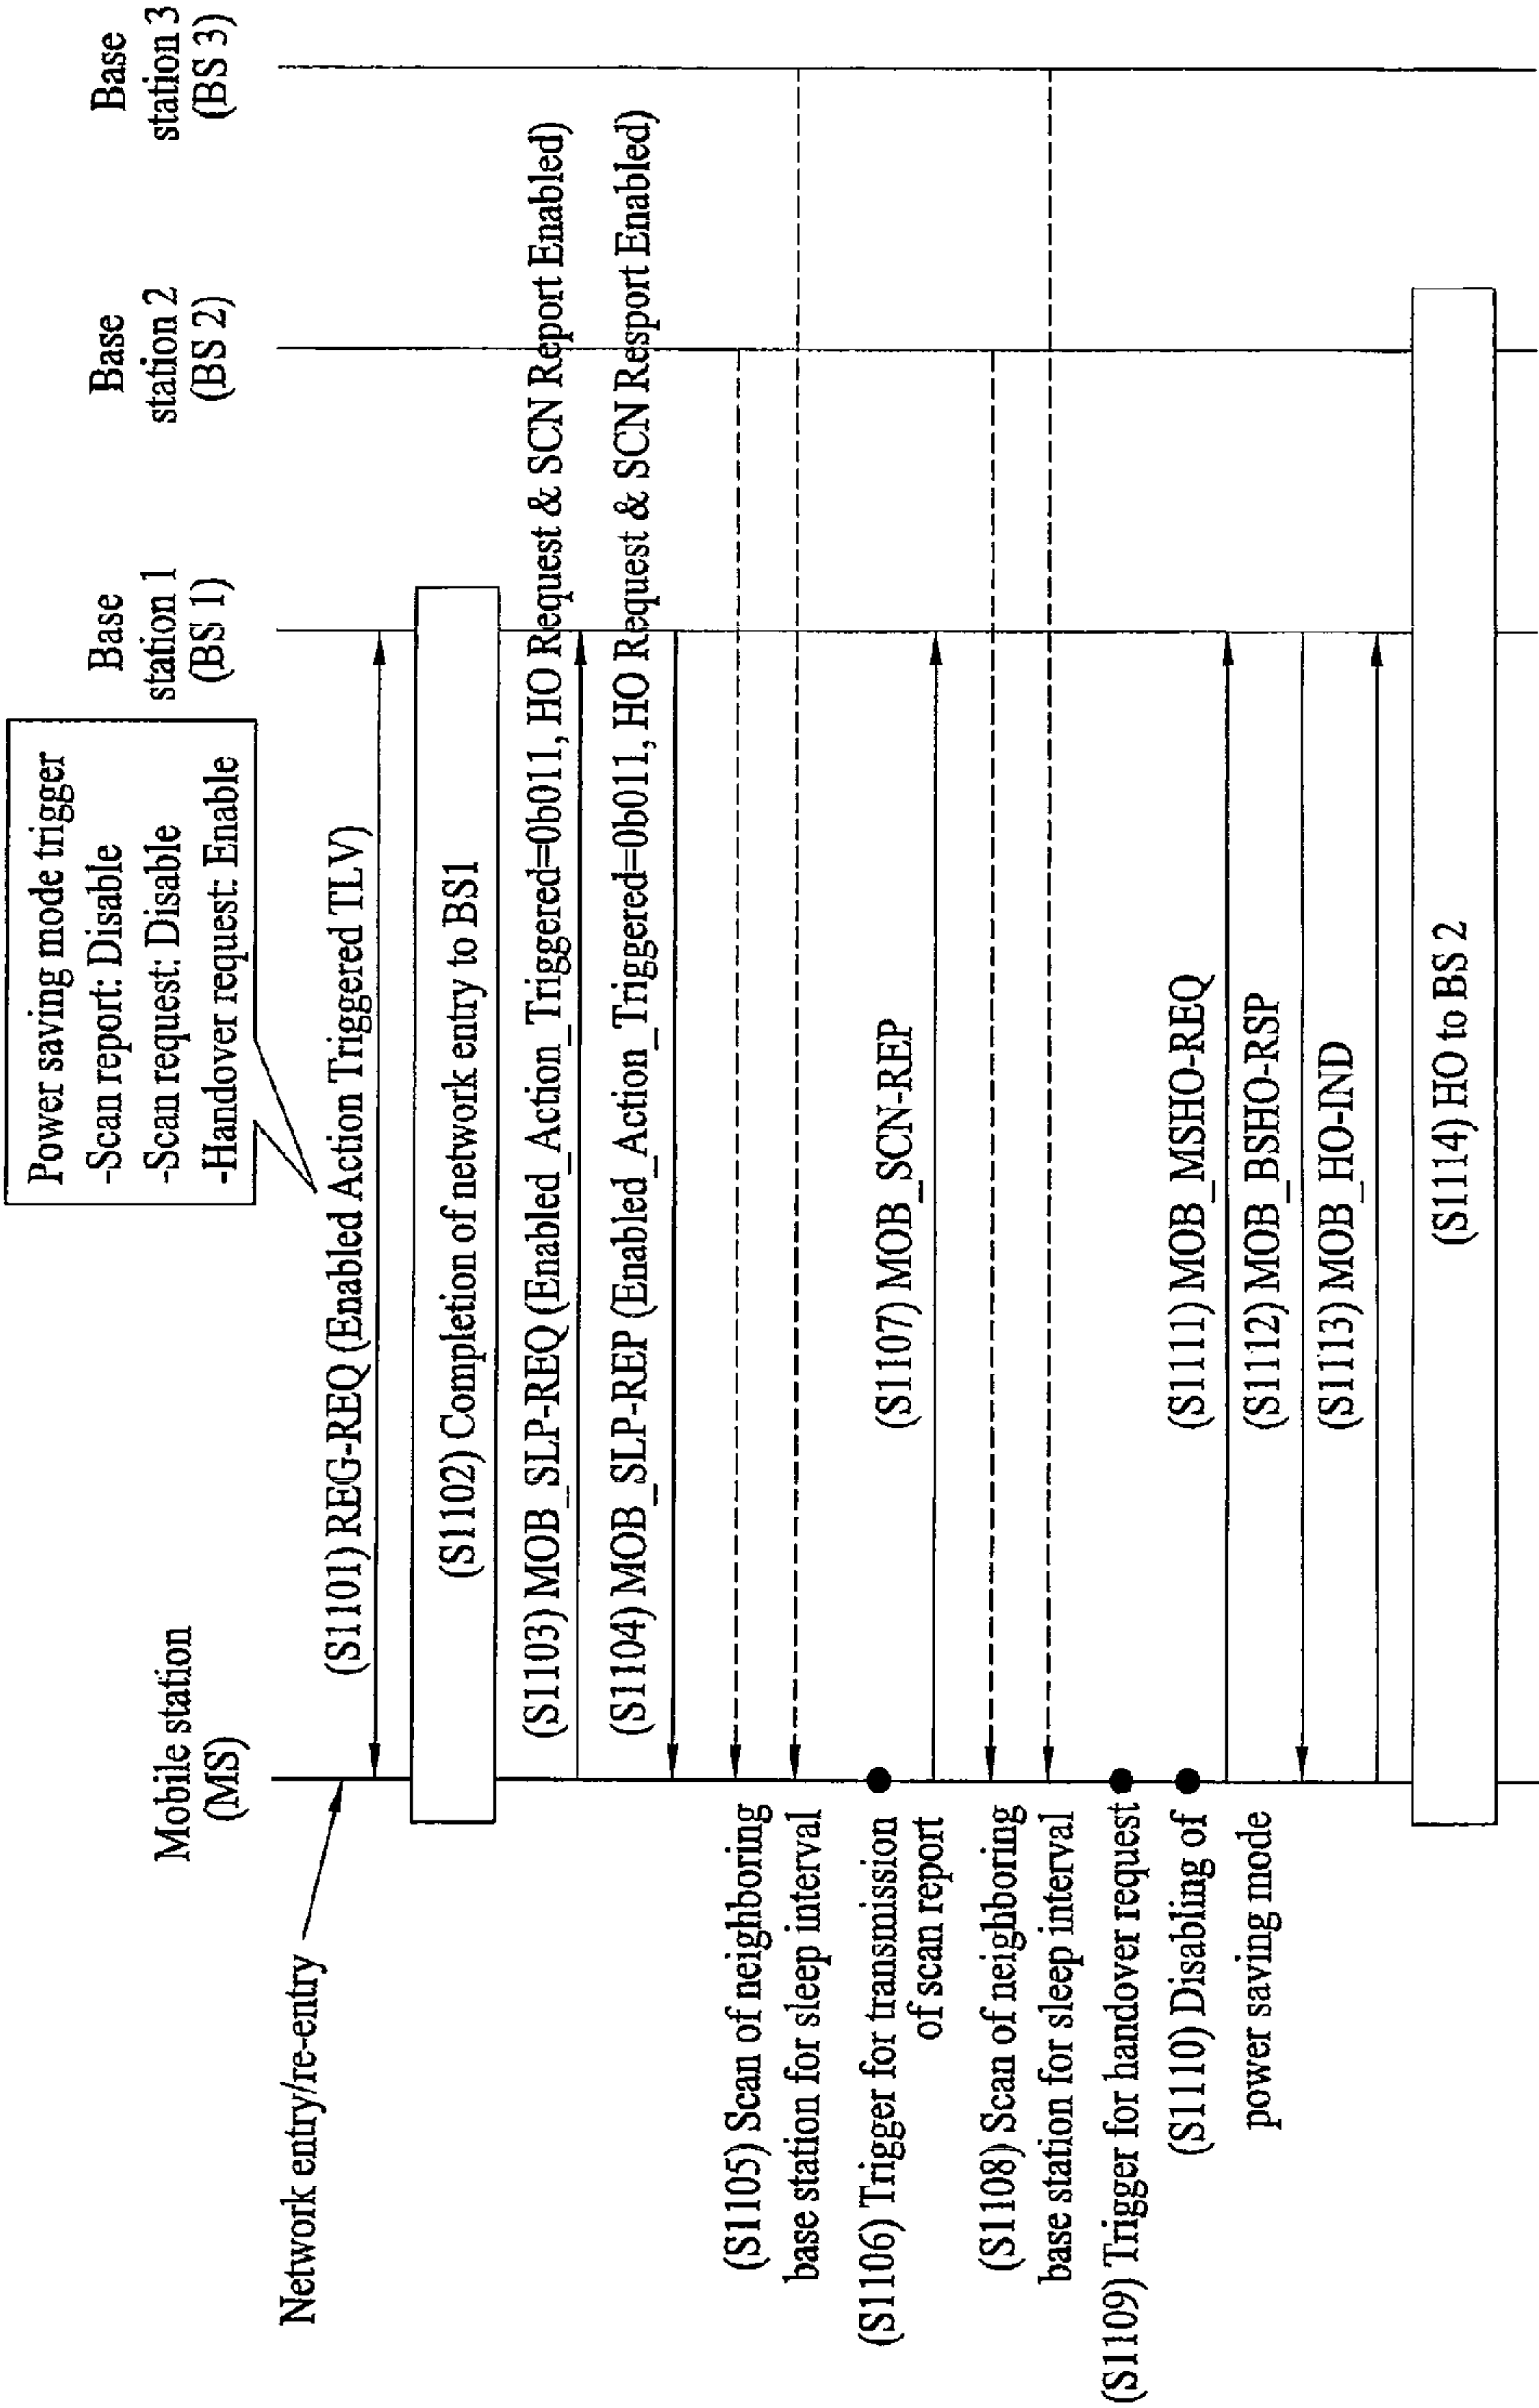 Mobile station
(MS)
Base
station 1
(BS 1)
Base
station 2
(BS 2)
Base
station 3
(BS 3)
Power saving mode trigger
-Scan report: Disable
-Scan request: Disable
-Handover request: Enable
Network entry/re-entry
(S1101) REG-REQ (Enabled Action Triggered TLV)
(S1102) Completion of network entry to BS1
(S1103) MOB_SLP-REQ (Enabled_Action_Triggered=0b011, HO Request & SCN Report Enabled)
(S1104) MOB_SLP-REP (Enabled_Action_Triggered=0b011, HO Request & SCN Resport Enabled)
(S1105) Scan of neighboring
base station for sleep interval
(S1106) Trigger for transmission
of scan report
(S1107) MOB_SCN-REP
(S1108) Scan of neighboring
base station for sleep interval
(S1109) Trigger for handover request
(S1110) Disabling of
power saving mode
(S1111) MOB_MSHO-REQ
(S1112) MOB_BSHO-RSP
(S1113) MOB_HO-IND
(S1114) HO to BS 2